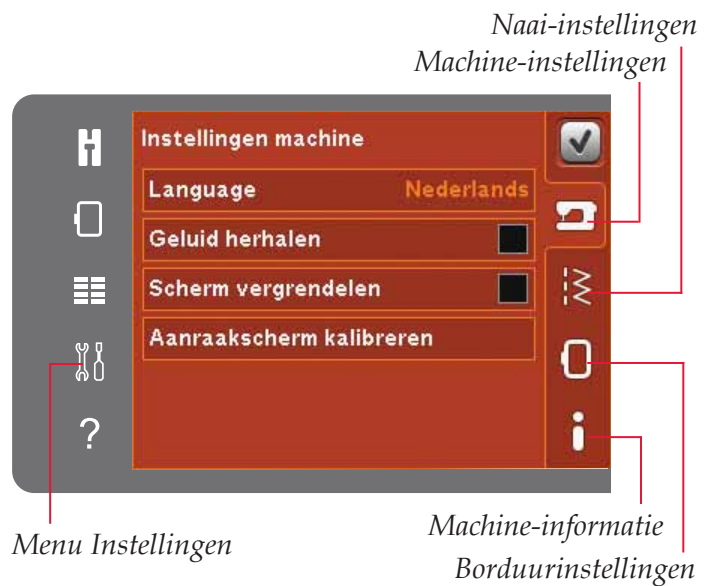 Naai-instellingen
Machine-instellingen
Instellingen machine
Language Nederlands
Geluid herhalen
Scherm vergrendelen
Aanraakscherm kalibreren
?
Menu Instellingen
Machine-informatie
Borduurinstellingen